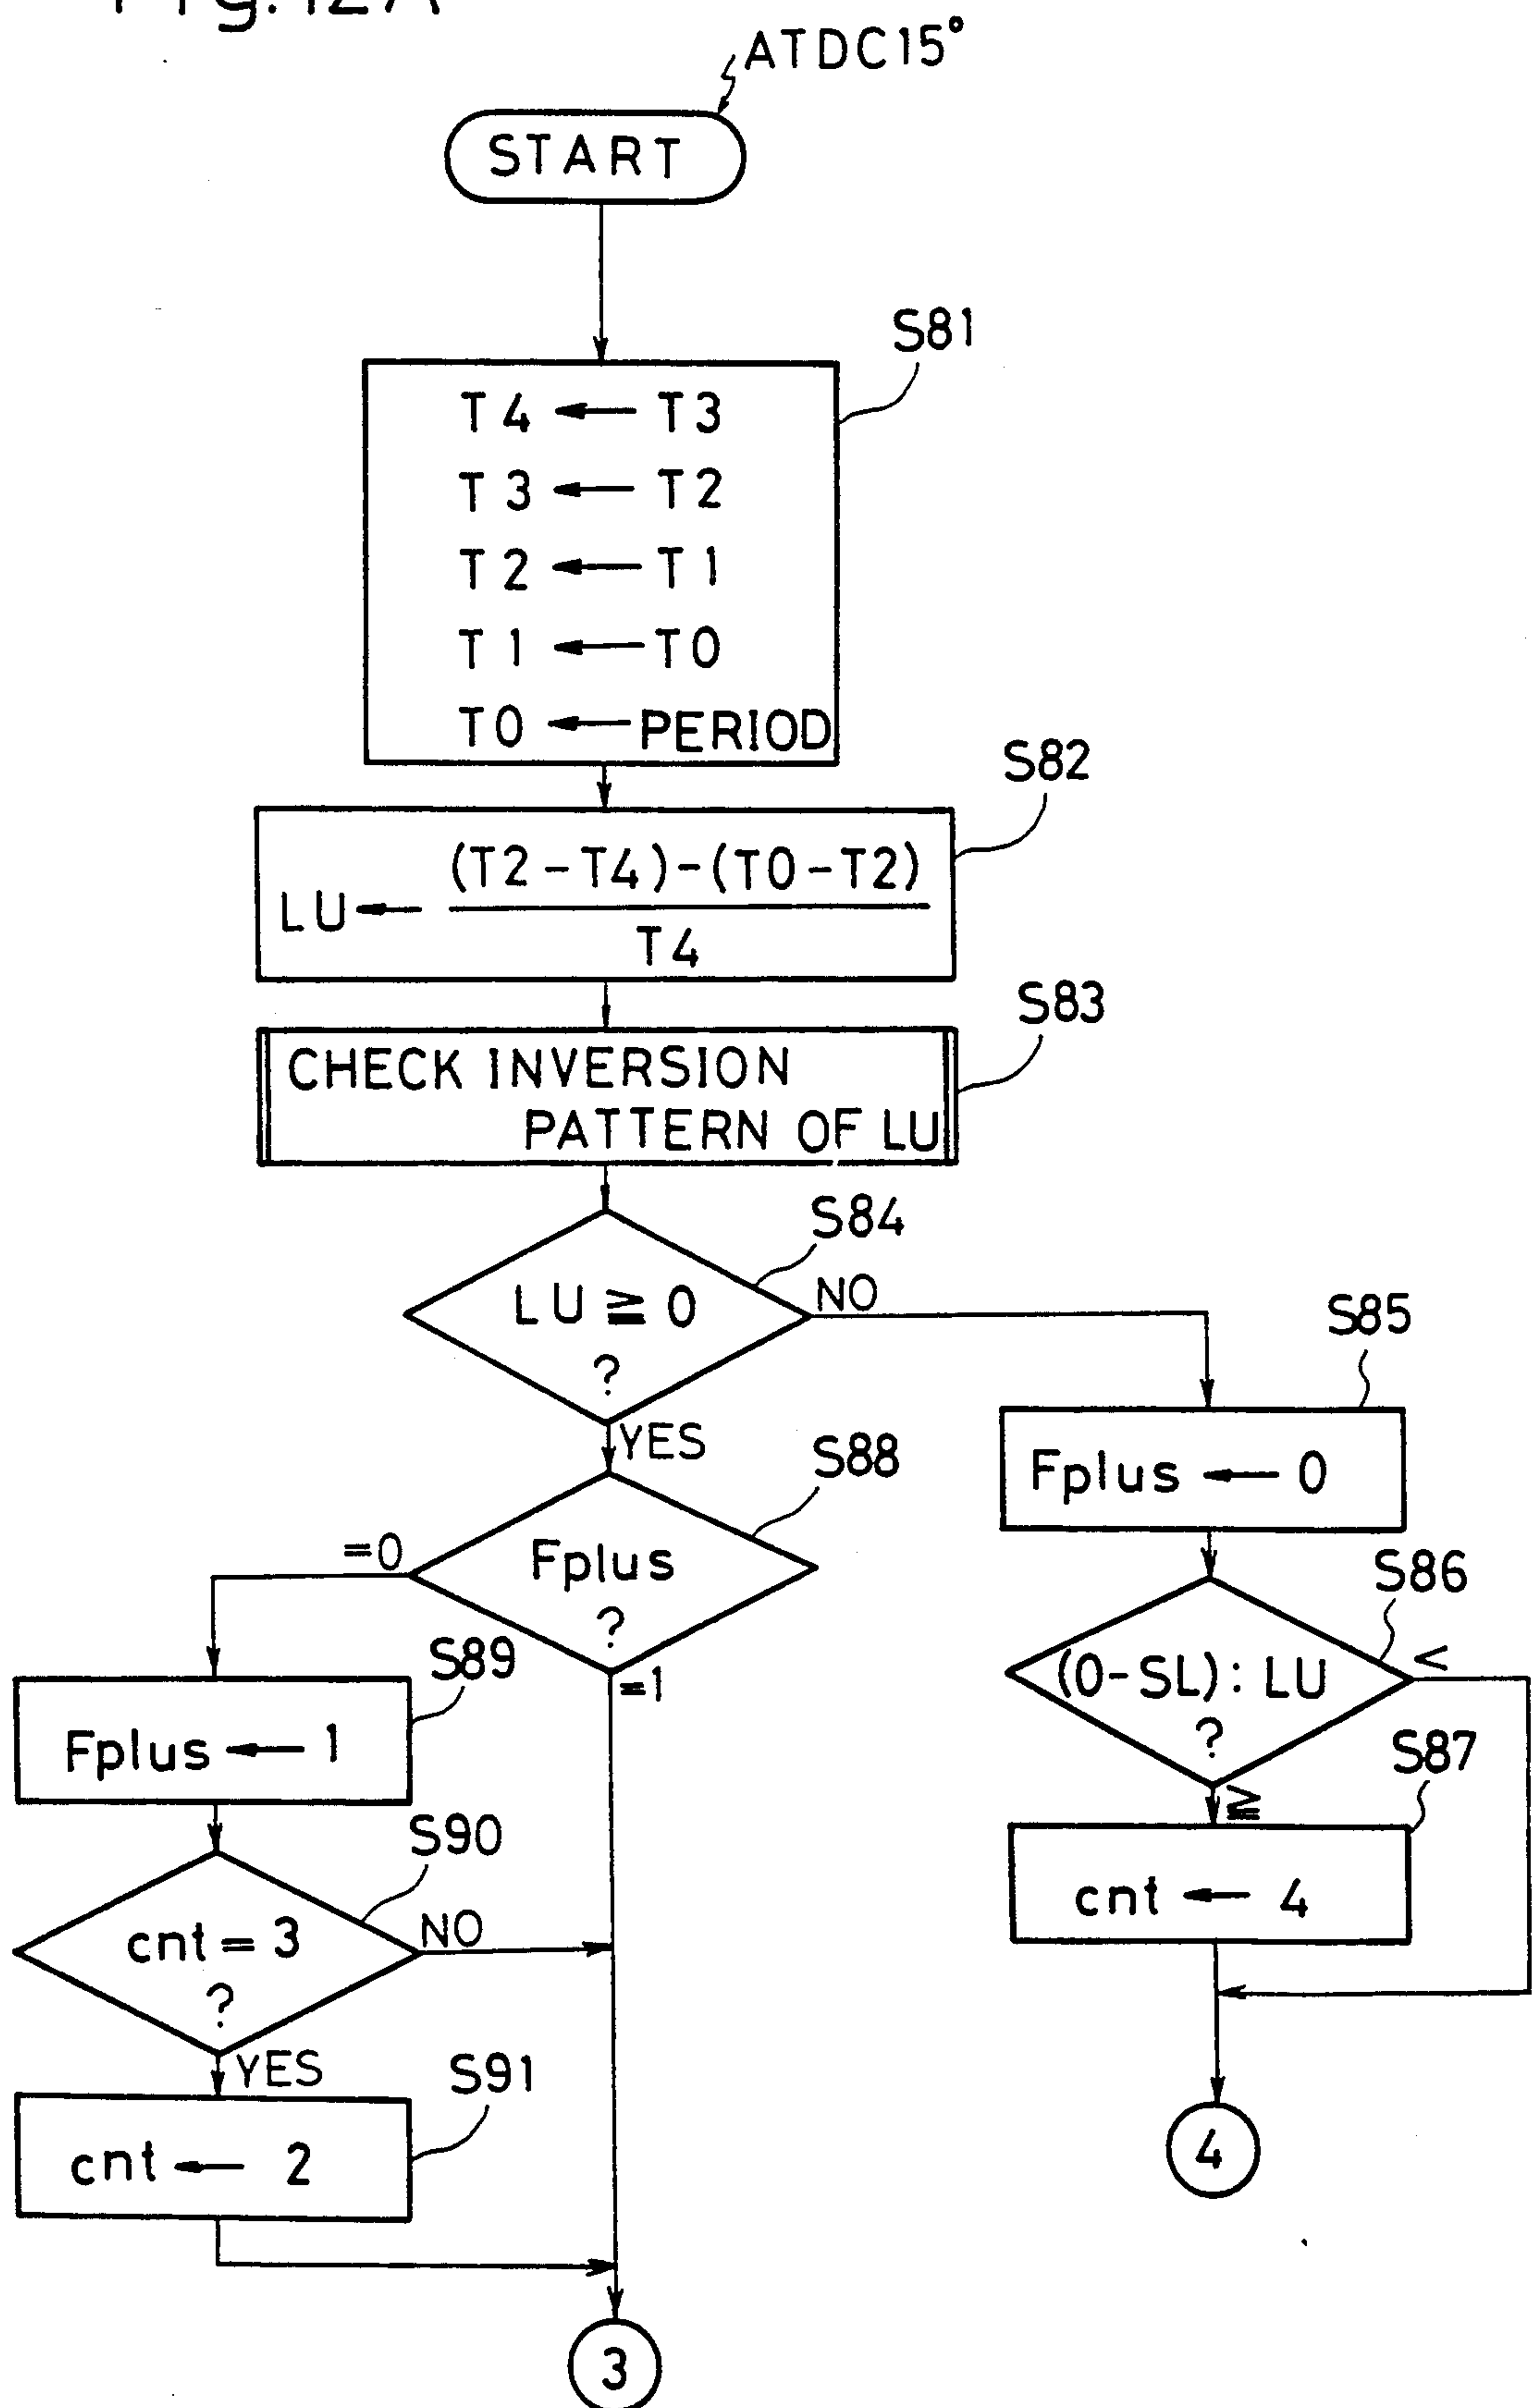 Fig. 12A
ATDC15°
START
S81
T4 ← T3
T3 ← T2
T2 ← T1
T1 ← T0
T0 ← PERIOD
S82
LU ← (T2-T4)-(T0-T2)
T4
S83
CHECK INVERSION
PATTERN OF LU
S84
LU ≧ 0
?
NO
YES
S85
Fplus ← 0
S88
Fplus
?
=0
=1
S86
(0-SL): LU
?
<
≧
S89
Fplus ← 1
S87
cnt ← 4
S90
cnt = 3
?
NO
YES
S91
cnt ← 2
4
3